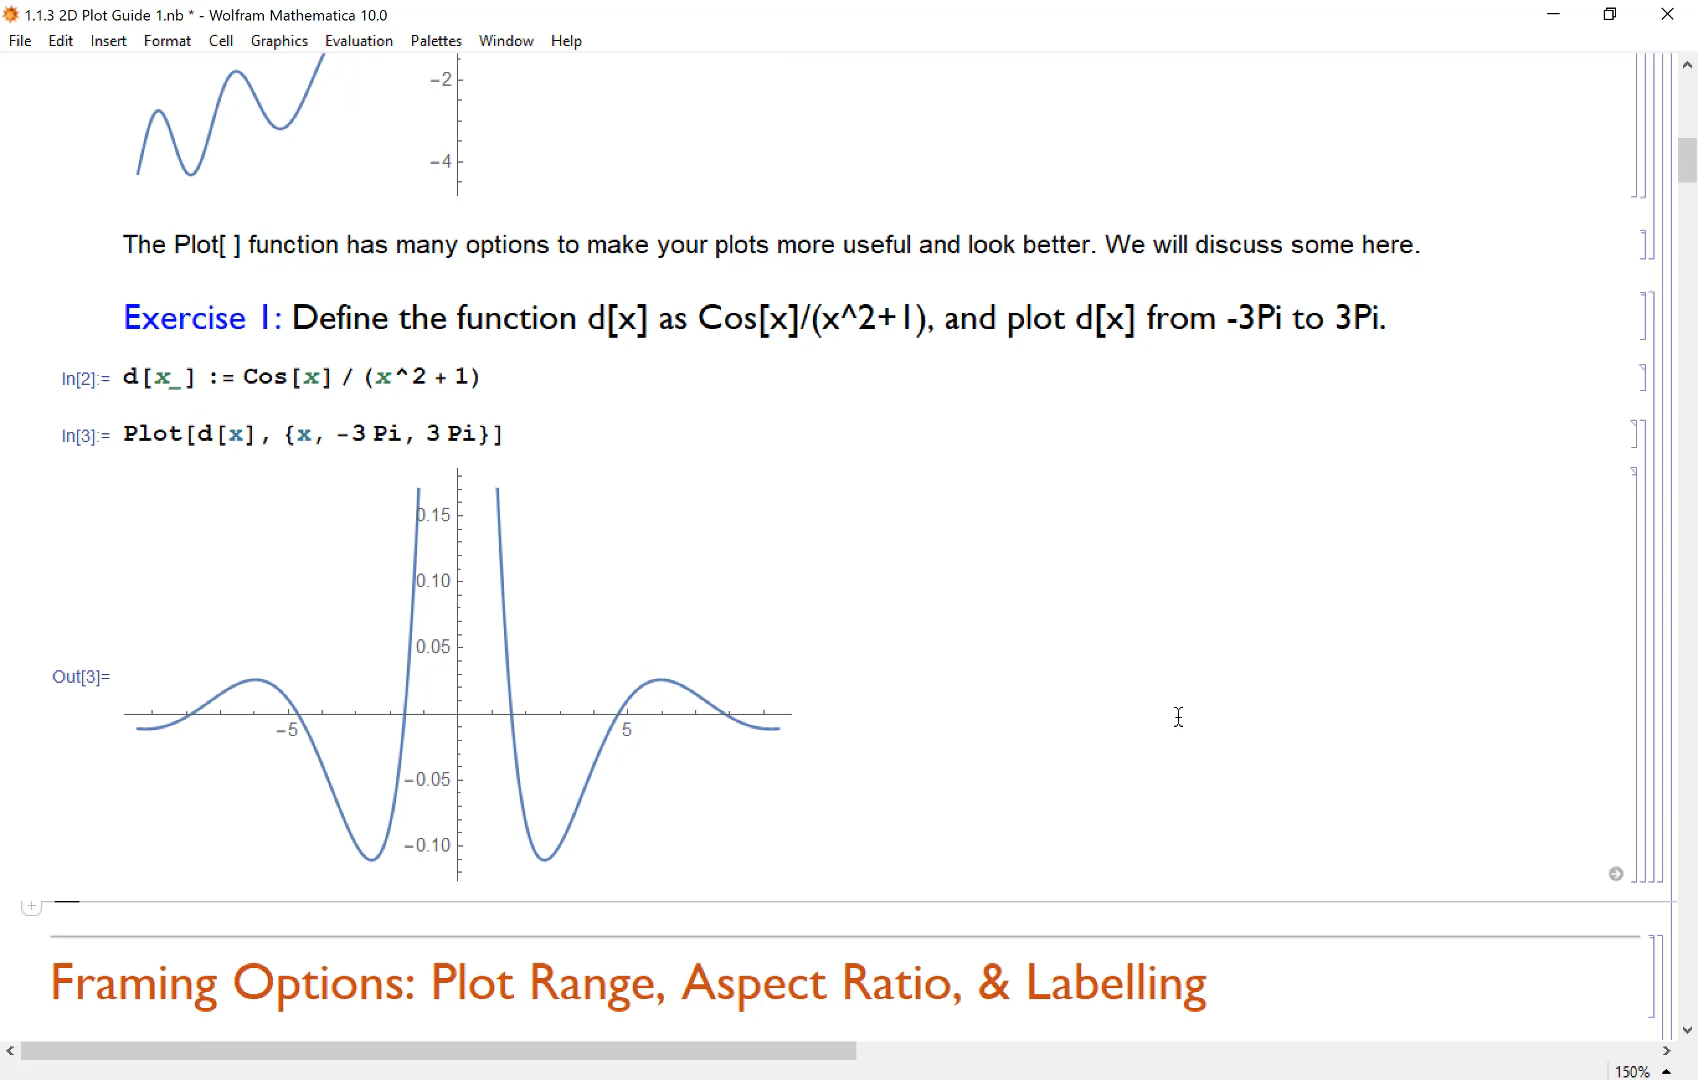 1.1.3 2D Plot Guide 1.nb * - Wolfram Mathematica 10.0
File Edit Insert Format Cell Graphics Evaluation Palettes Window Help
-2
-4
The Plot[ ] function has many options to make your plots more useful and look better. We will discuss some here.
Exercise 1: Define the function d[x] as Cos[x]/(x^2+1), and plot d[x] from -3Pi to 3Pi.
In[2]:= d[x_] := Cos[x] / (x^2 + 1)
In[3]:= Plot[d[x], {x, -3 Pi, 3 Pi}]
0.15
0.10
0.05
Out[3]=
-5 5
-0.05
-0.10
Framing Options: Plot Range, Aspect Ratio, & Labelling
150%